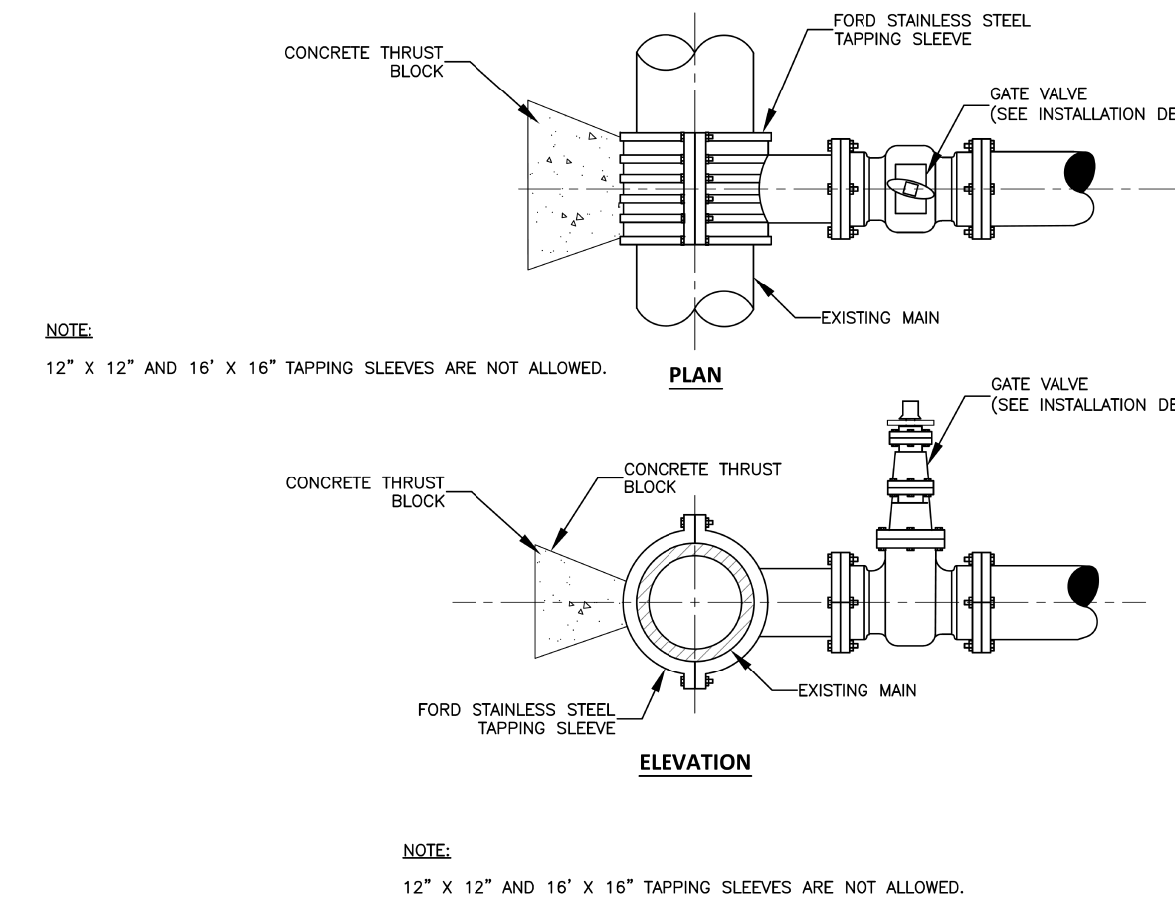 FORD STAINLESS STEEL
TAPPING SLEEVE
CONCRETE THRUST
BLOCK
GATE VALVE
(SEE INSTALLATION DE
EXISTING MAIN
NOTE:
12” X 12” AND 16’ X 16” TAPPING SLEEVES ARE NOT ALLOWED.
PLAN
GATE VALVE
(SEE INSTALLATION DE
CONCRETE THRUST
BLOCK
CONCRETE THRUST
BLOCK
EXISTING MAIN
FORD STAINLESS STEEL
TAPPING SLEEVE
ELEVATION
NOTE:
12” X 12” AND 16’ X 16” TAPPING SLEEVES ARE NOT ALLOWED.